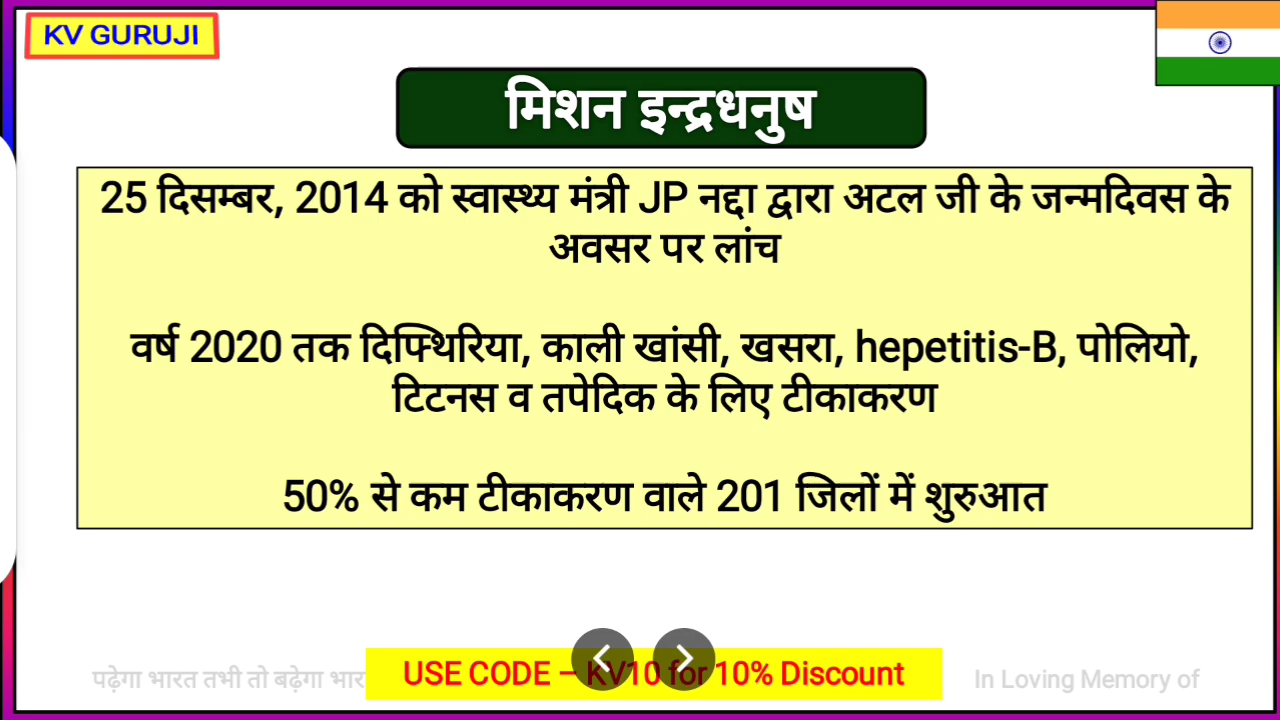 KV GURUJI
मिशन इन्द्रधनुष
25 दिसम्बर, 2014 को स्वास्थ्य मंत्री JP नद्दा द्वारा अटल जी के जन्मदिवस के
अवसर पर लांच
वर्ष 2020 तक दिफ्थिरिया, काली खांसी, खसरा, hepetitis-B, पोलियो,
टिटनस व तपेदिक के लिए टीकाकरण
50% से कम टीकाकरण वाले 201 जिलों में शुरुआत
पढ़ेगा भारत तभी तो बढ़ेगा भार
USE CODE – KV10 for 10% Discount
In Loving Memory of